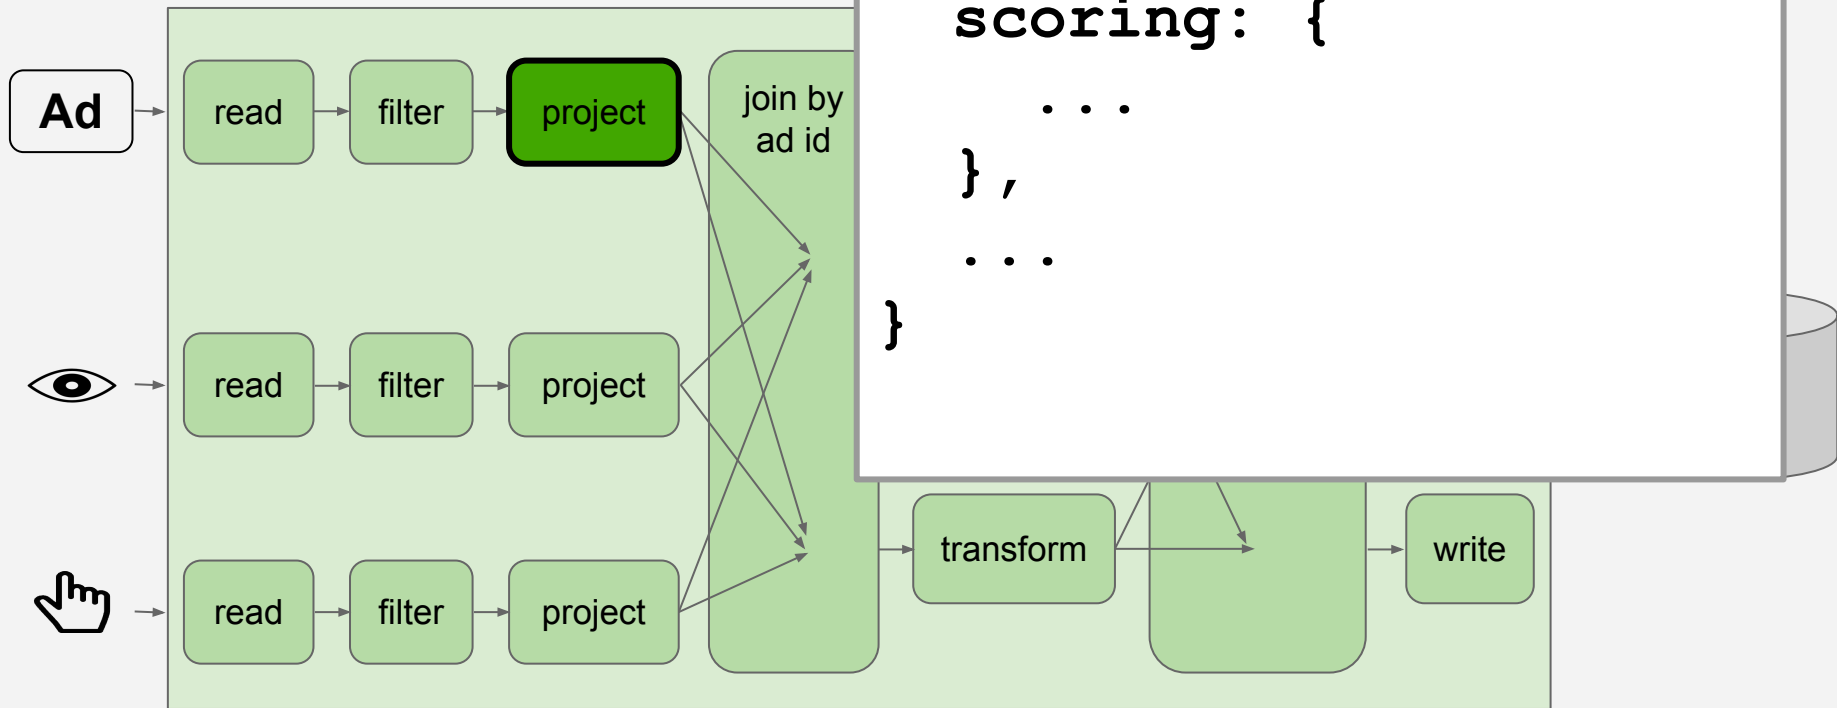 scoring: {
...
},
...
}
Ad
read
filter
project
join by
ad id
read
filter
project
transform
write
read
filter
project